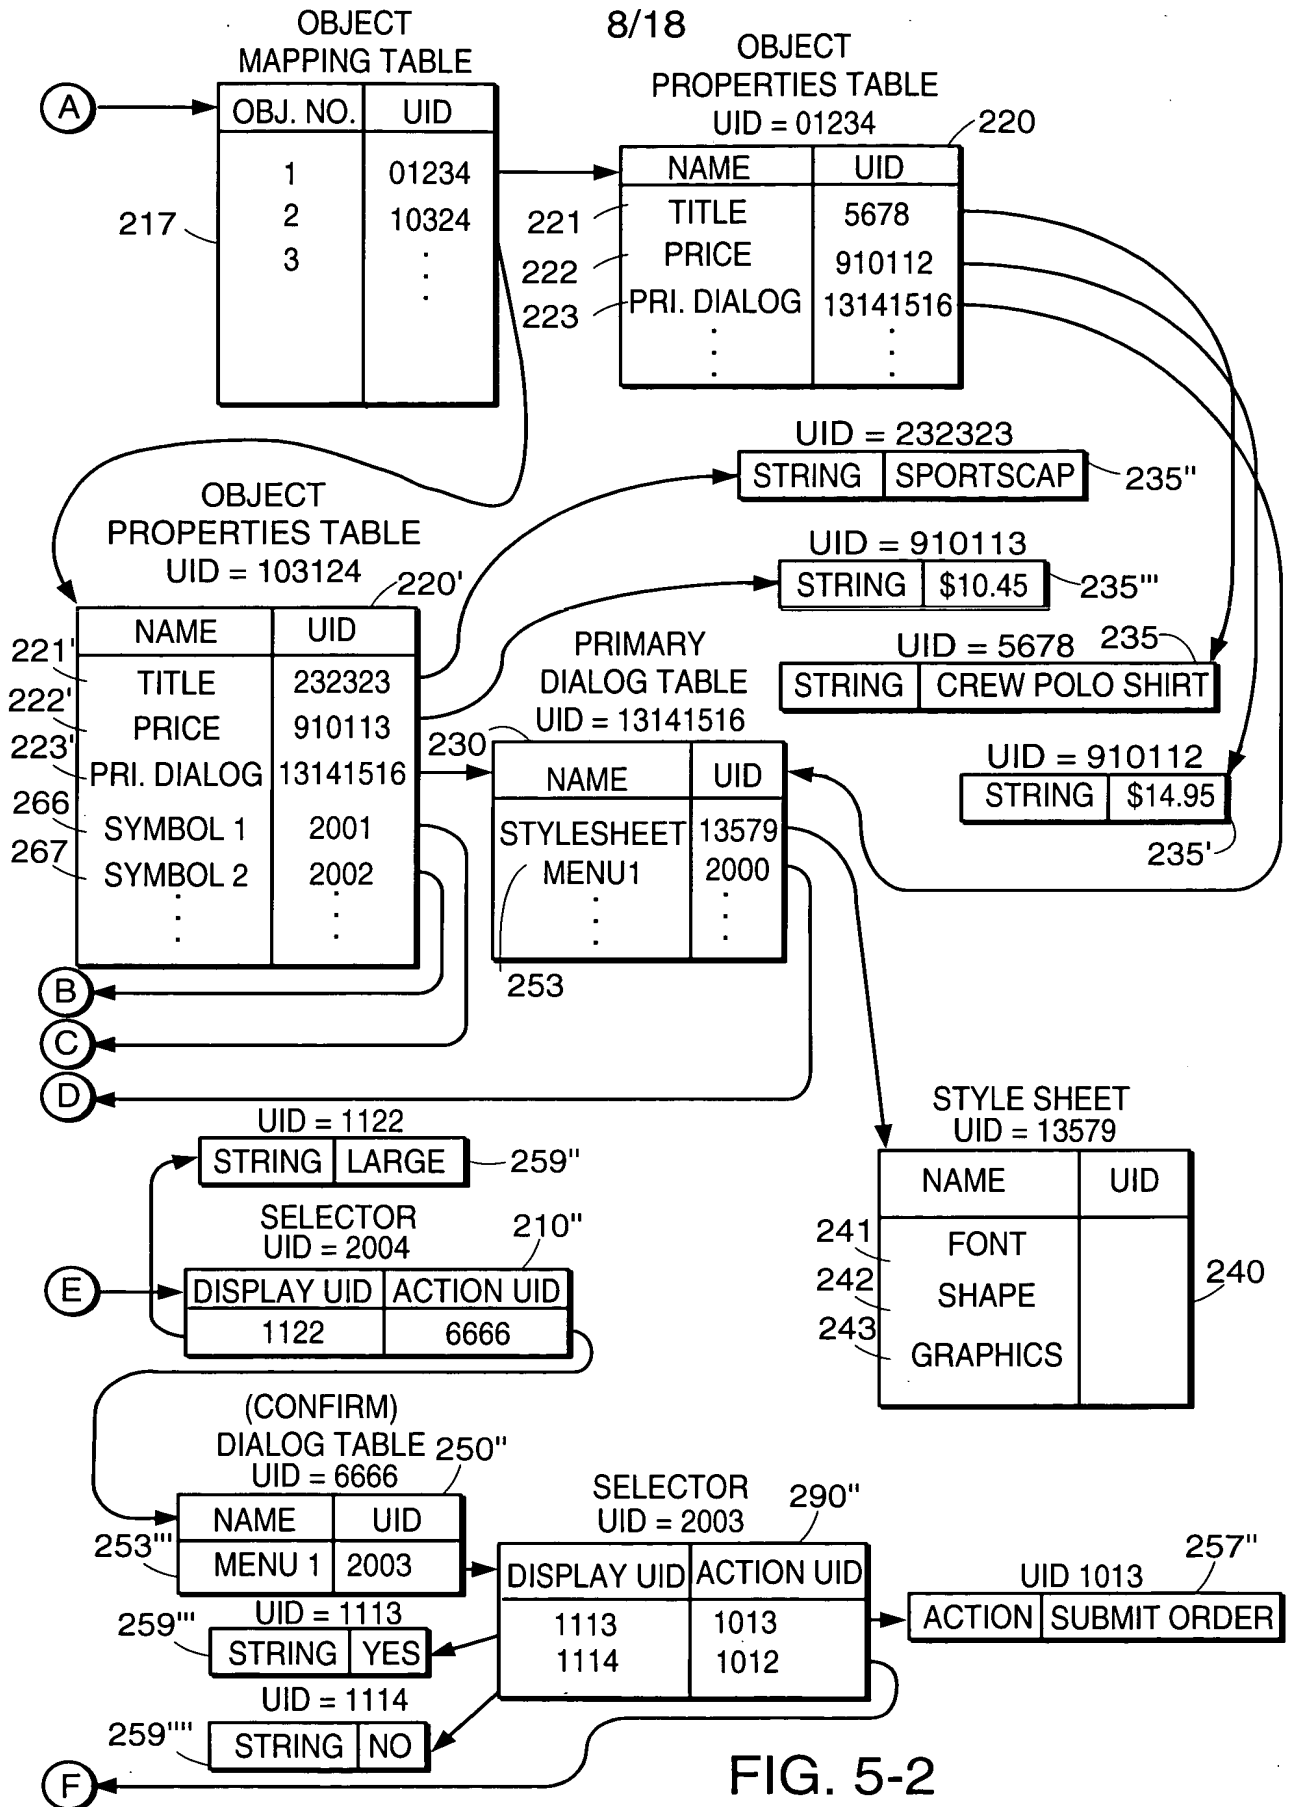 8/18
OBJECT
MAPPING TABLE
A
OBJ. NO. UID
1 01234
2 10324
3
217
OBJECT
PROPERTIES TABLE
UID = 01234
220
NAME UID
221 TITLE 5678
222 PRICE 910112
223 PRI. DIALOG 13141516
UID = 232323
STRING SPORTSCAP 235"
OBJECT
PROPERTIES TABLE
UID = 103124
220'
NAME UID
221' TITLE 232323
222' PRICE 910113
223' PRI. DIALOG 13141516
266 SYMBOL 1 2001
267 SYMBOL 2 2002
UID = 910113
STRING $10.45 235'''
UID = 5678 235
STRING CREW POLO SHIRT
UID = 910112
STRING $14.95
235'
PRIMARY
DIALOG TABLE
UID = 13141516
230
NAME UID
STYLESHEET 13579
MENU1 2000
253
B
C
D
UID = 1122
STRING LARGE 259"
STYLE SHEET
UID = 13579
NAME UID
241 FONT
242 SHAPE
243 GRAPHICS
240
SELECTOR
UID = 2004
210"
E
DISPLAY UID ACTION UID
1122 6666
(CONFIRM)
DIALOG TABLE
UID = 6666
250"
NAME UID
253''' MENU 1 2003
SELECTOR
UID = 2003
290"
DISPLAY UID ACTION UID
1113 1013
1114 1012
257"
UID 1013
ACTION SUBMIT ORDER
UID = 1113
259''' STRING YES
UID = 1114
259'''' STRING NO
F
FIG. 5-2